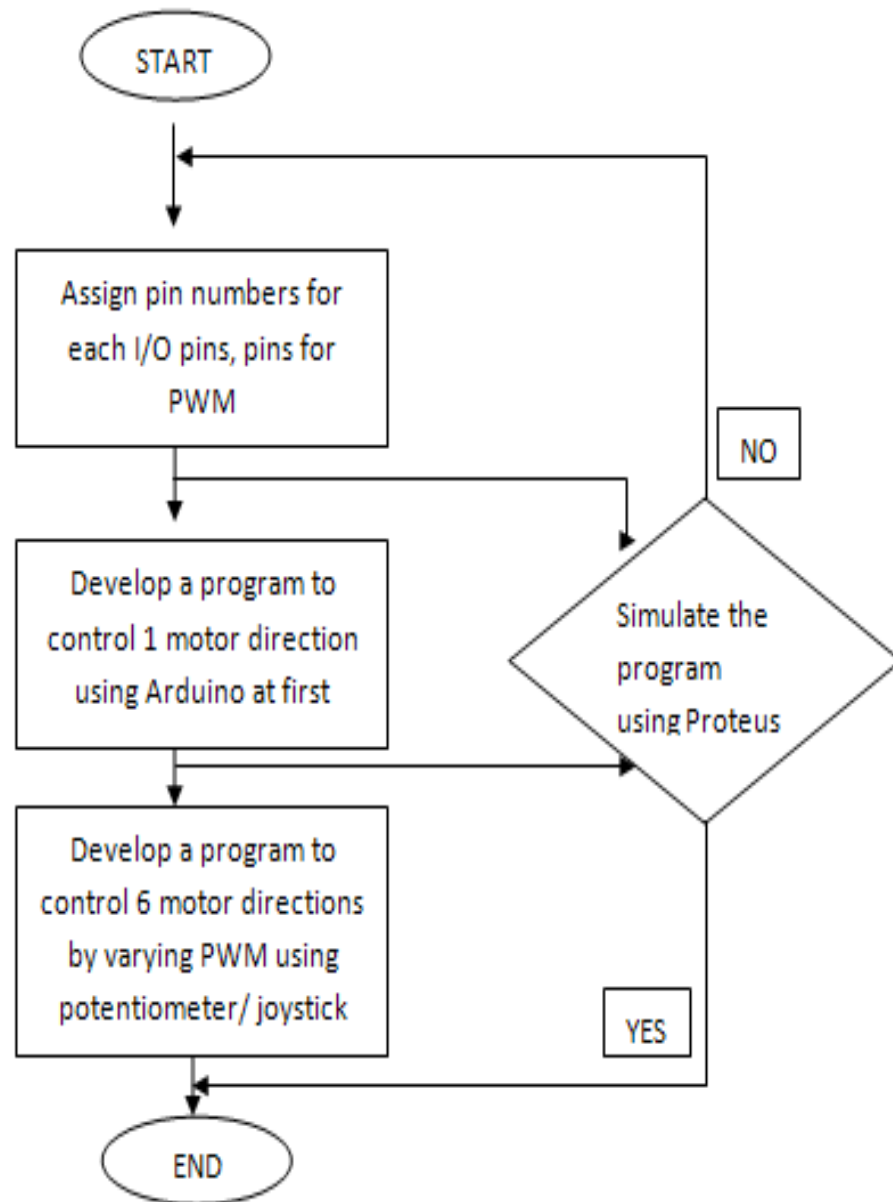 START
Assign pin numbers for
each I/O pins, pins for
PWM
NO
Develop a program to
control 1 motor direction
using Arduino at first
Simulate the
program
using Proteus
Develop a program to
control 6 motor directions
by varying PWM using
potentiometer/ joystick
YES
END